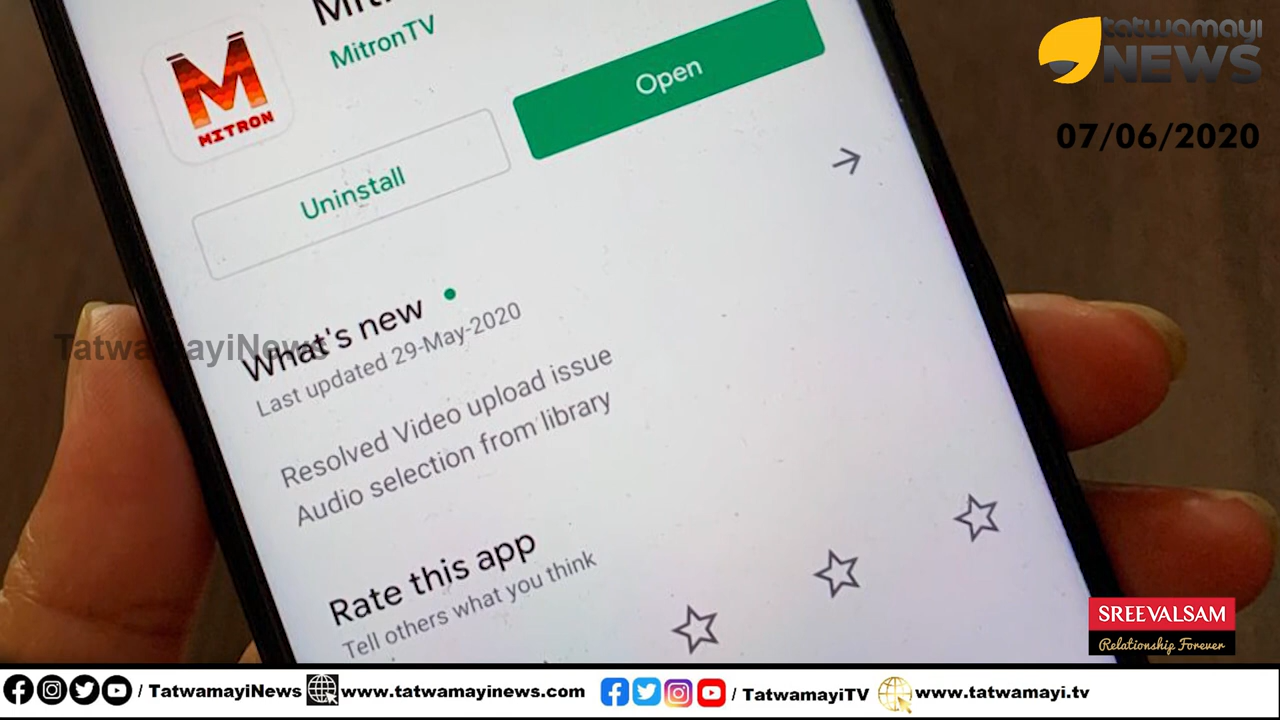 Mitr
MitronTV
MITRON
Open
Uninstall
What's new
Last updated 29-May-2020
Resolved Video upload issue
Audio selection from library
Rate this app
Tell others what you think
tatwamayi
NEWS
07/06/2020
TatwamayiNews
SREEVALSAM
Relationship Forever
/ TatwamayiNews www.tatwamayinews.com / TatwamayiTV www.tatwamayi.tv